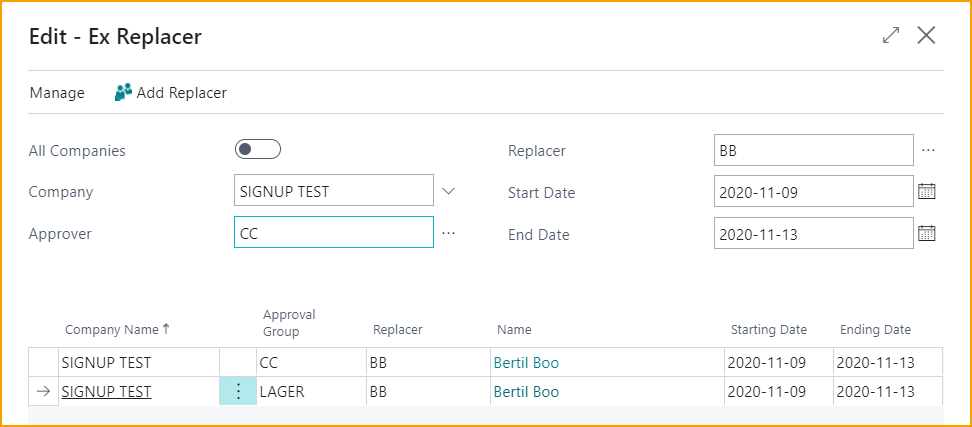 Edit - Ex Replacer
Manage Add Replacer
All Companies
Replacer BB ...
Company SIGNUP TEST
Start Date 2020-11-09
Approver CC ...
End Date 2020-11-13
Company Name ↑ Approval Group Replacer Name Starting Date Ending Date
SIGNUP TEST CC BB Bertil Boo 2020-11-09 2020-11-13
→ SIGNUP TEST ⋮ LAGER BB Bertil Boo 2020-11-09 2020-11-13